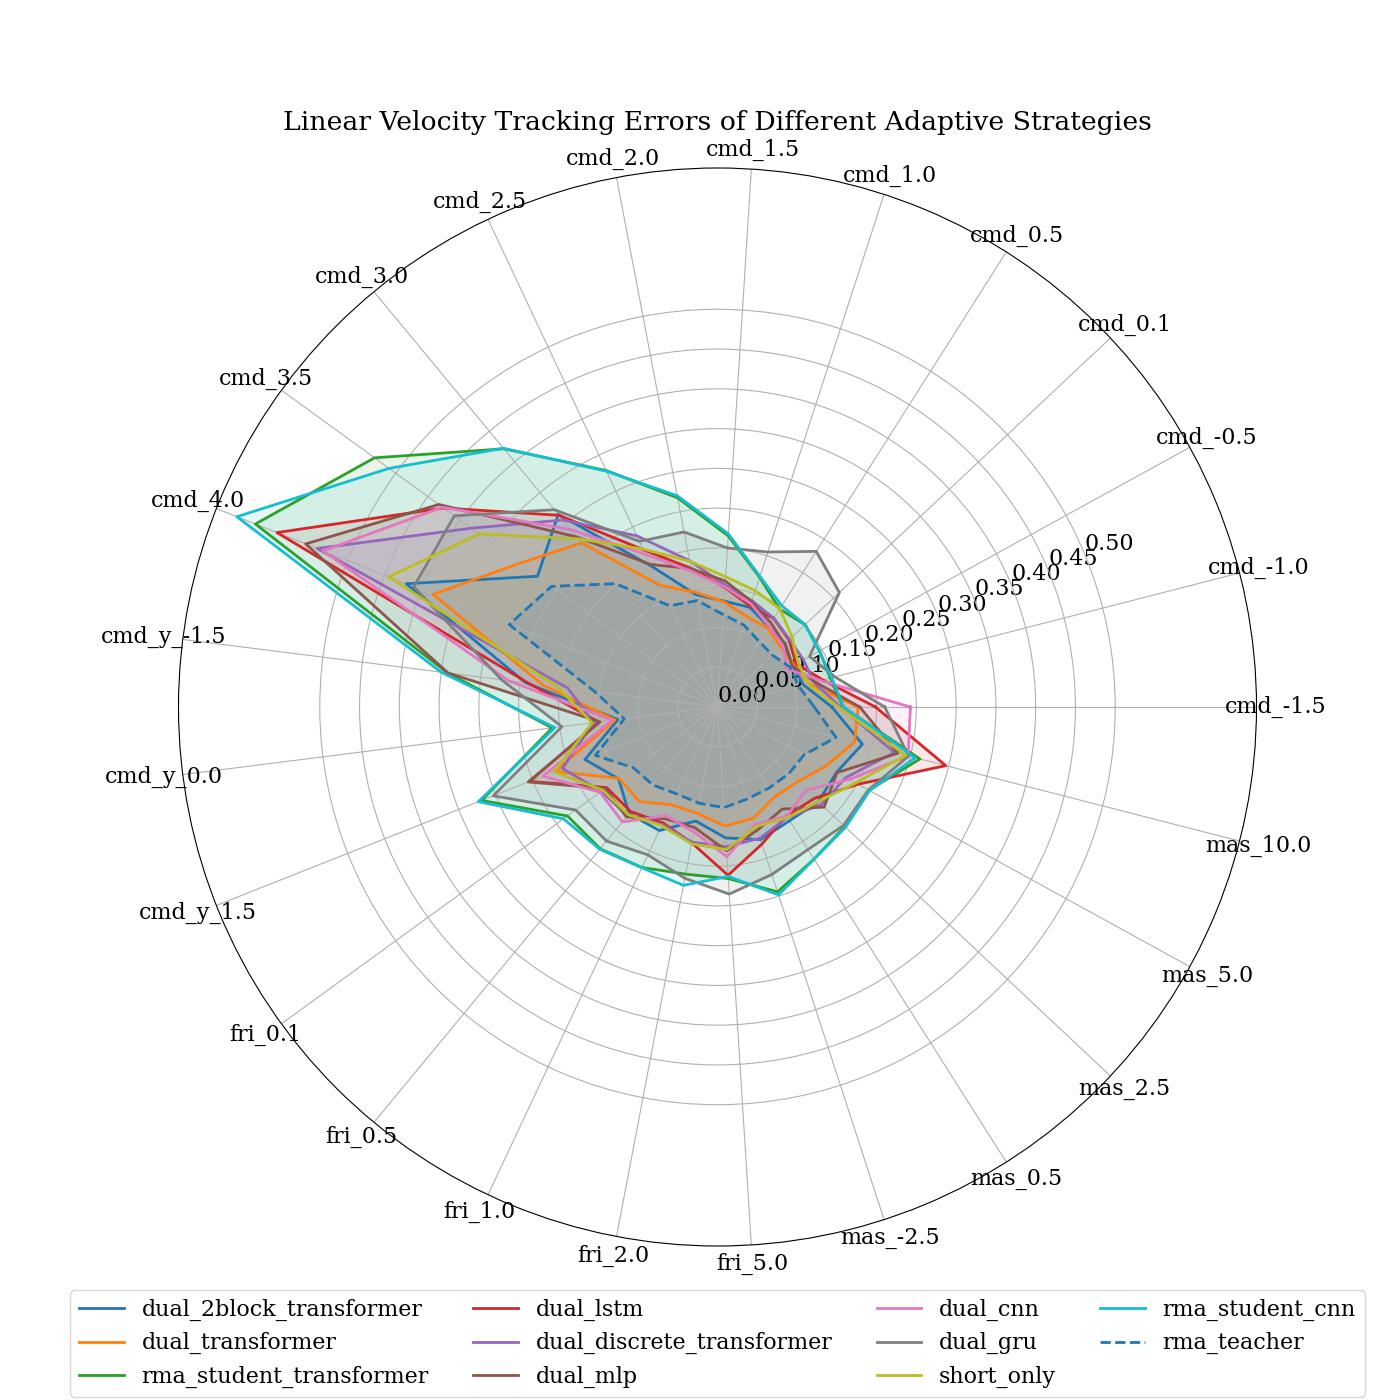 Linear Velocity Tracking Errors of Different Adaptive Strategies
cmd_1.5
cmd_2.0
cmd_1.0
cmd_2.5
cmd_0.5
cmd_3.0
cmd_0.1
cmd_3.5
cmd_-0.5
cmd_4.0
0.50
0.45
cmd_-1.0
0.40
0.35
0.30
0.25
0.20
cmd_y_-1.5
0.15
0.10
0.05
0.00
cmd_-1.5
cmd_y_0.0
mas_10.0
cmd_y_1.5
mas_5.0
fri_0.1
mas_2.5
fri_0.5
mas_0.5
fri_1.0
mas_-2.5
fri_2.0
fri_5.0
dual_2block_transformer
dual_transformer
rma_student_transformer
dual_lstm
dual_discrete_transformer
dual_mlp
dual_cnn
dual_gru
short_only
rma_student_cnn
rma_teacher